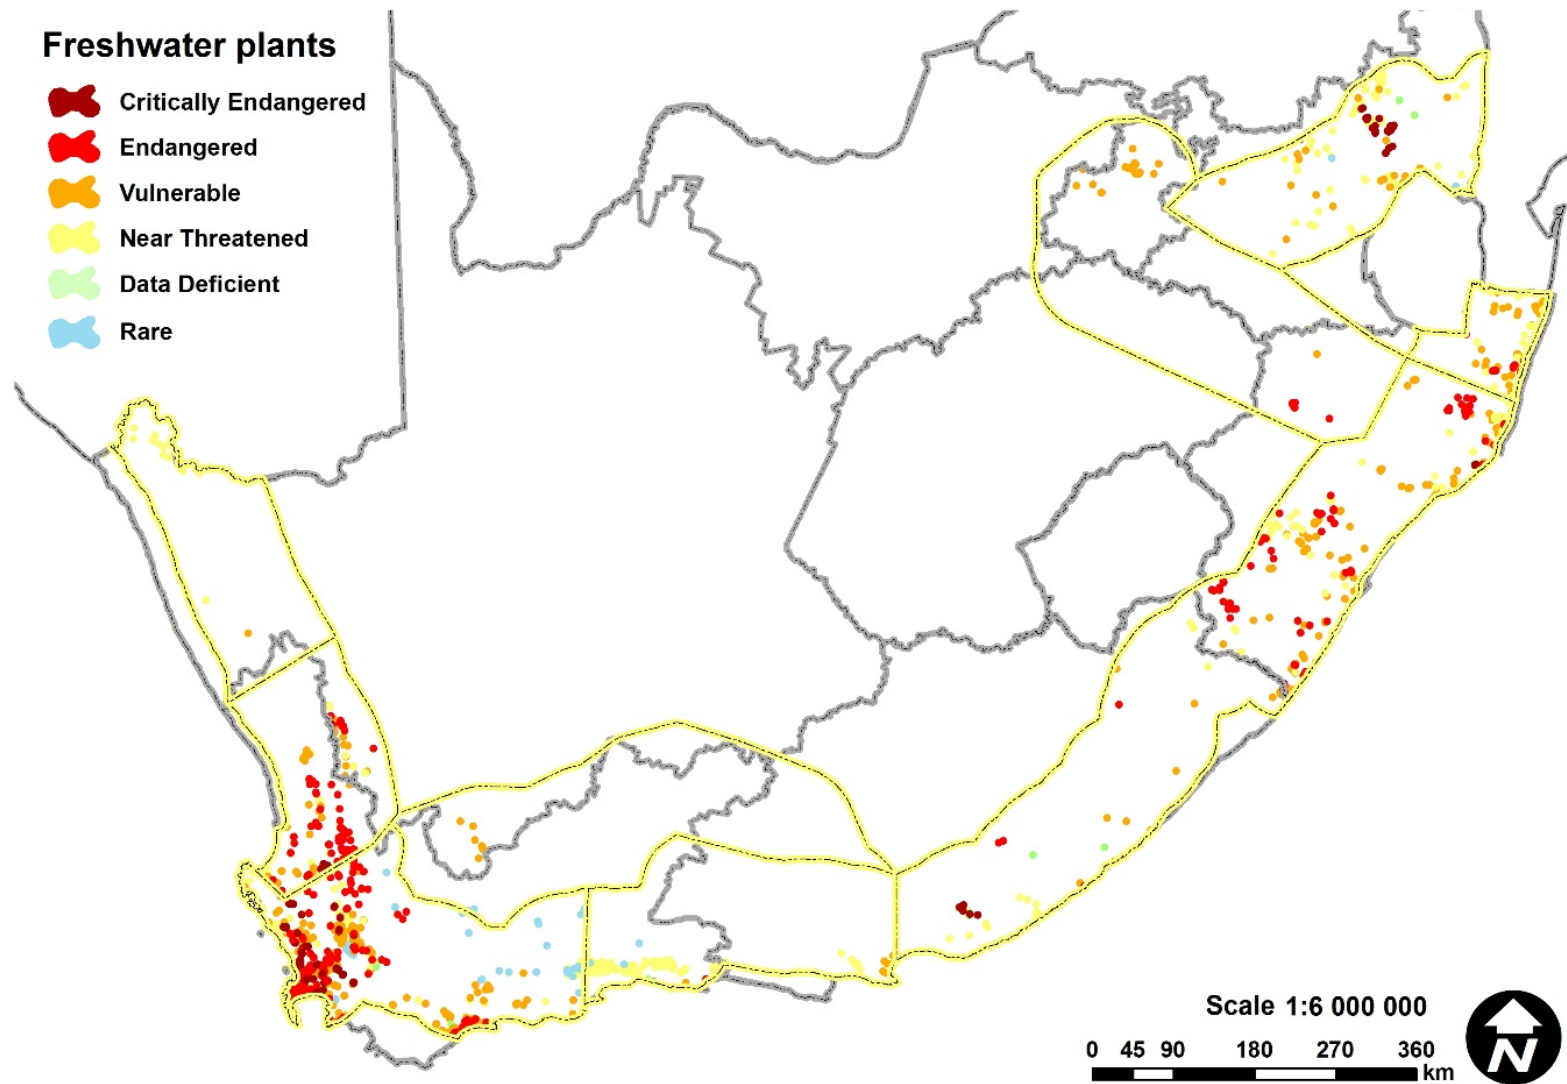 Freshwater plants
Critically Endangered
Endangered
Vulnerable
Near Threatened
Data Deficient
Rare
Scale 1:6 000 000
0 45 90 180 270 360
km
N